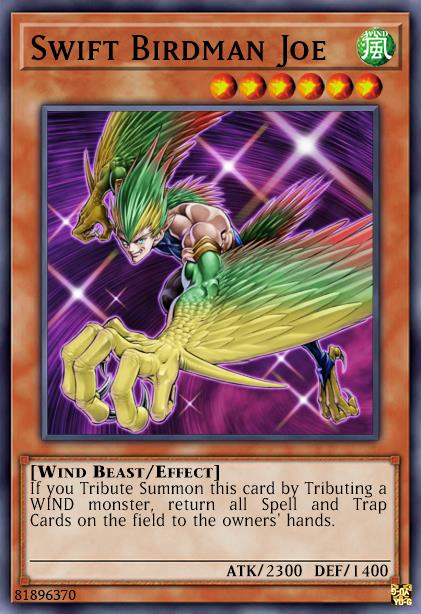 Swift Birdman Joe
WIND
風
[Wind Beast/Effect]
If you Tribute Summon this card by Tributing a
WIND monster, return all Spell and Trap
Cards on the field to the owners' hands.
ATK/2300 DEF/1400
81896370